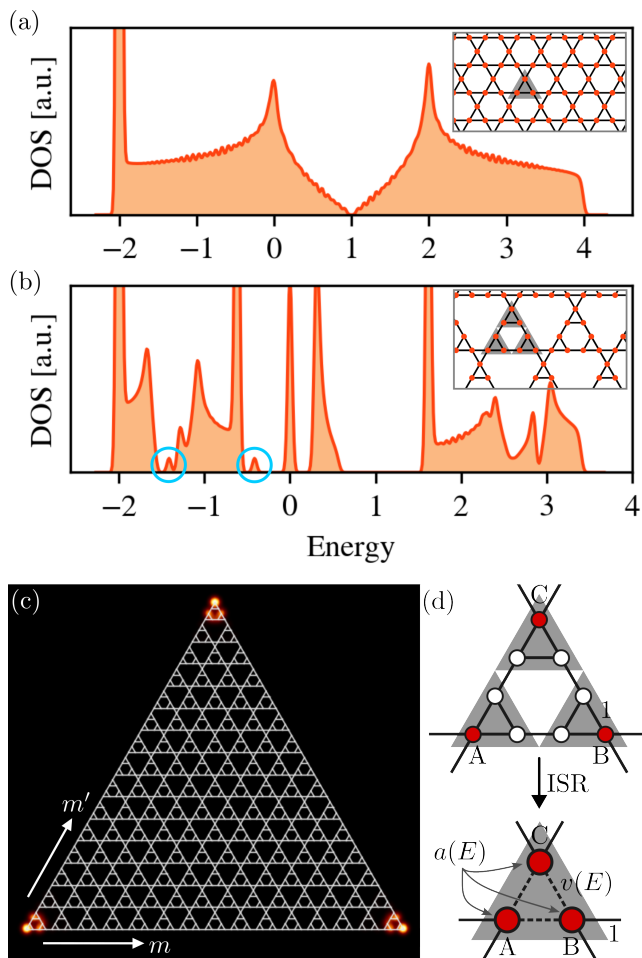 (a)
DOS [a.u.]
−2 −1 0 1 2 3 4
(b)
DOS [a.u.]
−2 −1 0 1 2 3 4
Energy
(c)
m′
m
(d)
C
1
A B
ISR
C
a(E)
v(E)
A B 1